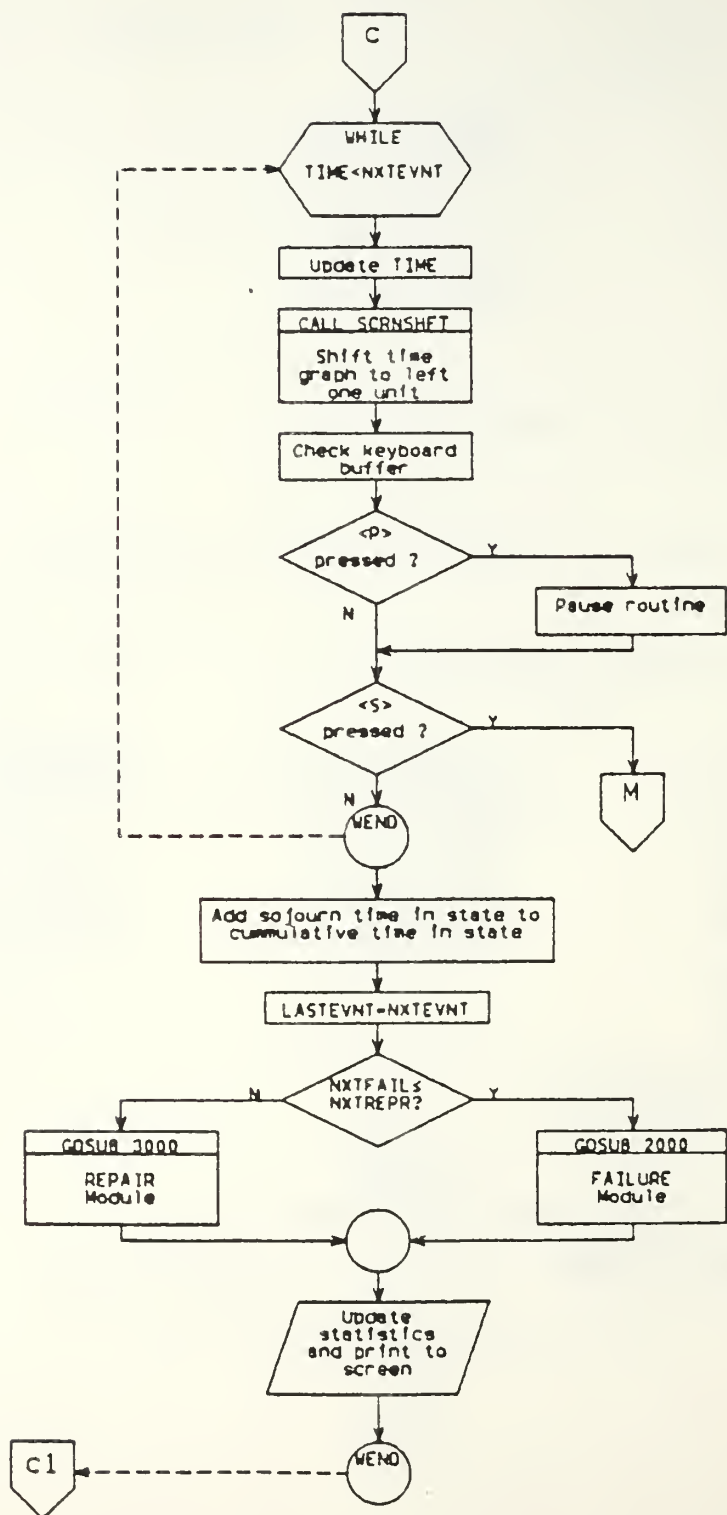 C
WHILE
TIME<NXTEVNT
Update TIME
CALL SCRNSHFT
Shift time
graph to left
one unit
Check keyboard
buffer
<P>
pressed ?
Y
N
Pause routine
<S>
pressed ?
Y
N
M
WEND
Add sojourn time in state to
cummulative time in state
LASTEVNT=NXTEVNT
NXTFAIL≤
NXTREPR?
N
Y
GOSUB 3000
REPAIR
Module
GOSUB 2000
FAILURE
Module
Update
statistics
and print to
screen
WEND
c1